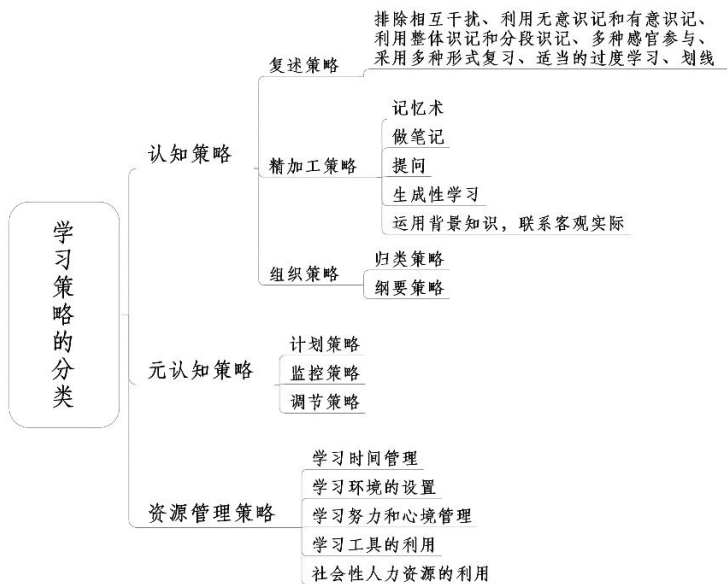 学习策略的分类
认知策略
复述策略
排除相互干扰、利用无意识记和有意识记、
利用整体识记和分段识记、多种感官参与、
采用多种形式复习、适当的过度学习、划线
精加工策略
记忆术
做笔记
提问
生成性学习
运用背景知识，联系客观实际
组织策略
归类策略
纲要策略
元认知策略
计划策略
监控策略
调节策略
资源管理策略
学习时间管理
学习环境的设置
学习努力和心境管理
学习工具的利用
社会性人力资源的利用